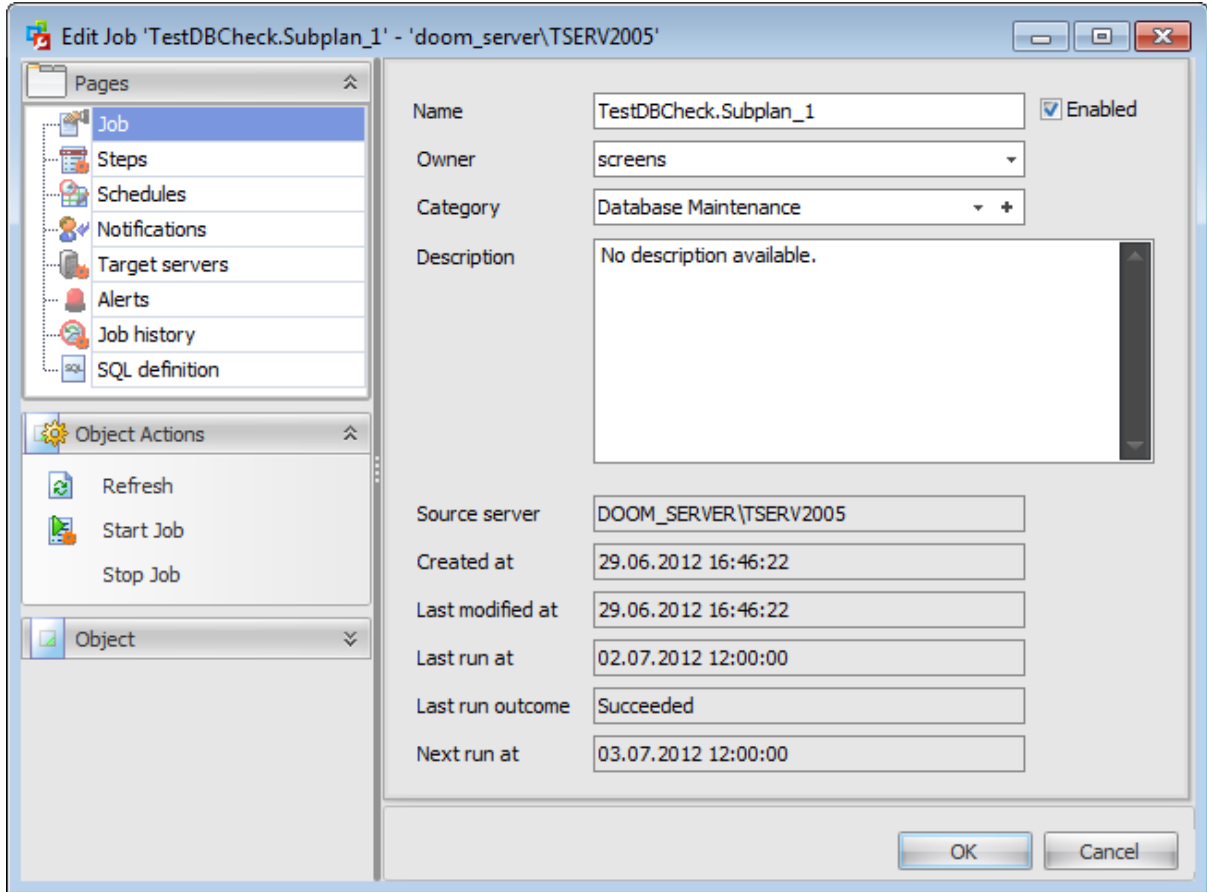 Edit Job 'TestDBCheck.Subplan_1' - 'doom_server\TSERV2005'
Pages
Job
Steps
Schedules
Notifications
Target servers
Alerts
Job history
SQL
SQL definition
Object Actions
Refresh
Start Job
Stop Job
Object
Name TestDBCheck.Subplan_1 Enabled
Owner screens
Category Database Maintenance
Description No description available.
Source server DOOM_SERVER\TSERV2005
Created at 29.06.2012 16:46:22
Last modified at 29.06.2012 16:46:22
Last run at 02.07.2012 12:00:00
Last run outcome Succeeded
Next run at 03.07.2012 12:00:00
OK Cancel